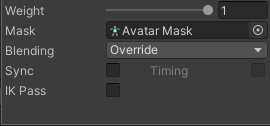 Weight 1
Mask Avatar Mask
Blending Override
Sync Timing
IK Pass